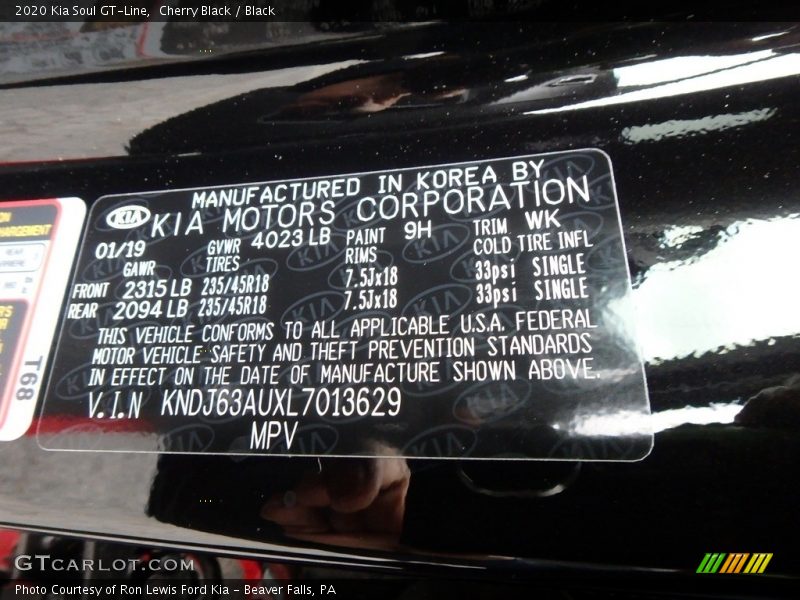 2020 Kia Soul GT-Line, Cherry Black / Black
MANUFACTURED IN KOREA BY
KIA KIA MOTORS CORPORATION
01/19 GVWR 4023 LB PAINT 9H TRIM WK
GAWR TIRES RIMS COLD TIRE INFL
FRONT 2315 LB 235/45R18 7.5Jx18 33psi SINGLE
REAR 2094 LB 235/45R18 7.5Jx18 33psi SINGLE
THIS VEHICLE CONFORMS TO ALL APPLICABLE U.S.A. FEDERAL
MOTOR VEHICLE SAFETY AND THEFT PREVENTION STANDARDS
IN EFFECT ON THE DATE OF MANUFACTURE SHOWN ABOVE.
V.I.N KNDJ63AUXL7013629
MPV
T68
GTCARLOT.COM
Photo Courtesy of Ron Lewis Ford Kia - Beaver Falls, PA